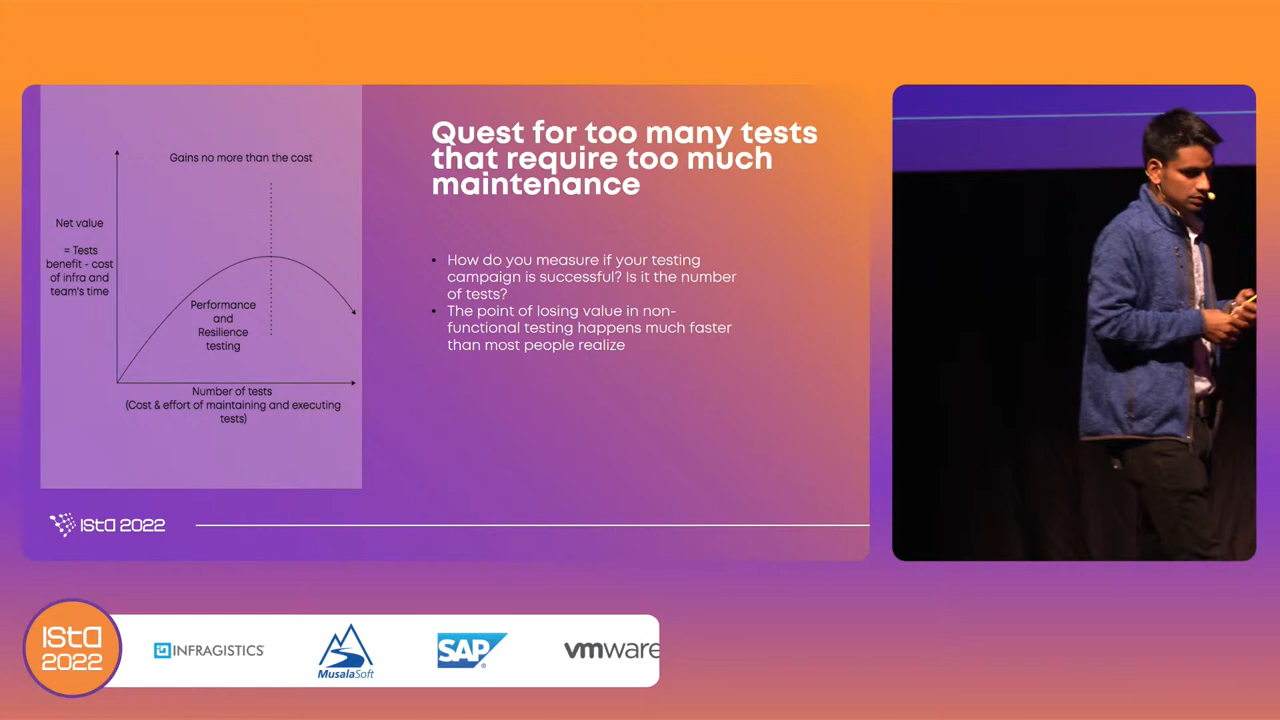 Gains no more than the cost
Net value
= Tests
benefit - cost
of infra and
team's time
Performance
and
Resilience
testing
Number of tests
(Cost & effort of maintaining and executing
tests)
Quest for too many tests
that require too much
maintenance
• How do you measure if your testing
campaign is successful? Is it the number
of tests?
• The point of losing value in non-
functional testing happens much faster
than most people realize
ISTA 2022
ISTA
2022
INFRAGISTICS
MusalaSoft
SAP
vmware